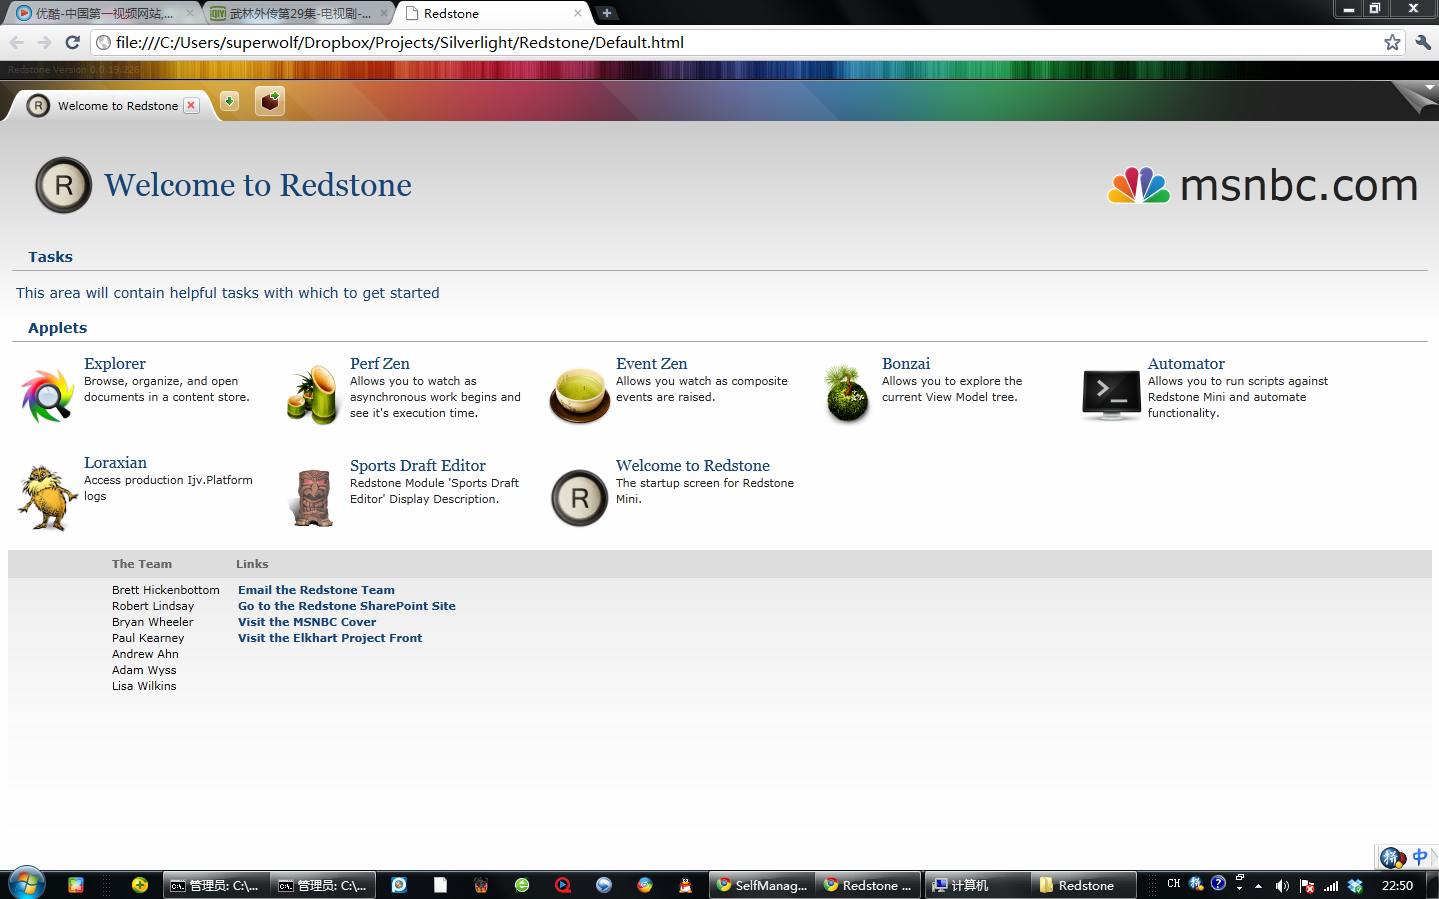 优酷-中国第一视频网站,...
武林外传第29集-电视剧-...
Redstone
file:///C:/Users/superwolf/Dropbox/Projects/Silverlight/Redstone/Default.html
Redstone Version 0.0.19.226
Welcome to Redstone
R
Welcome to Redstone
msnbc.com
Tasks
This area will contain helpful tasks with which to get started
Applets
Explorer
Browse, organize, and open
documents in a content store.
Perf Zen
Allows you to watch as
asynchronous work begins and
see it's execution time.
Event Zen
Allows you watch as composite
events are raised.
Bonzai
Allows you to explore the
current View Model tree.
Automator
Allows you to run scripts against
Redstone Mini and automate
functionality.
Loraxian
Access production Ijv.Platform
logs
Sports Draft Editor
Redstone Module 'Sports Draft
Editor' Display Description.
R
Welcome to Redstone
The startup screen for Redstone
Mini.
The Team
Links
Brett Hickenbottom
Robert Lindsay
Bryan Wheeler
Paul Kearney
Andrew Ahn
Adam Wyss
Lisa Wilkins
Email the Redstone Team
Go to the Redstone SharePoint Site
Visit the MSNBC Cover
Visit the Elkhart Project Front
拼 中
管理员: C:\...
管理员: C:\...
SelfManag...
Redstone ...
计算机
Redstone
CH
22:50